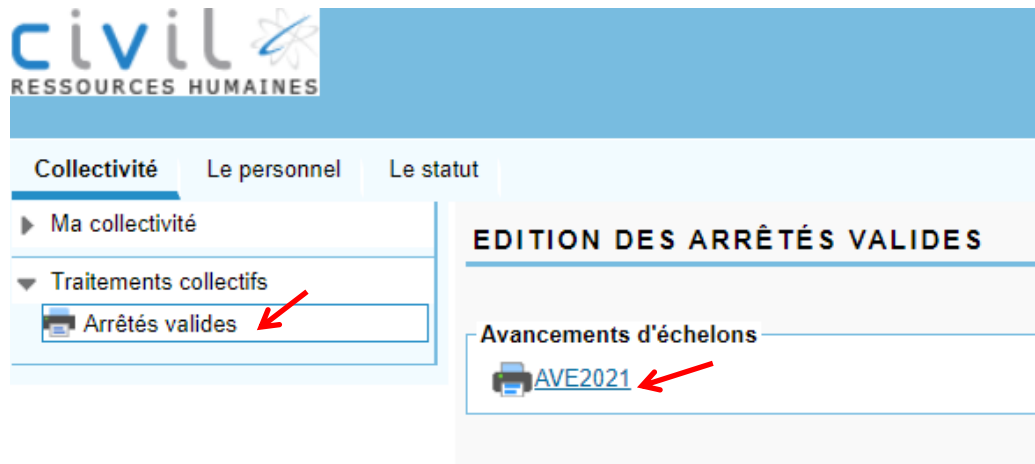 civil
RESSOURCES HUMAINES
Collectivité Le personnel Le statut
Ma collectivité
Traitements collectifs
Arrêtés valides
EDITION DES ARRÊTÉS VALIDES
Avancements d'échelons
AVE2021